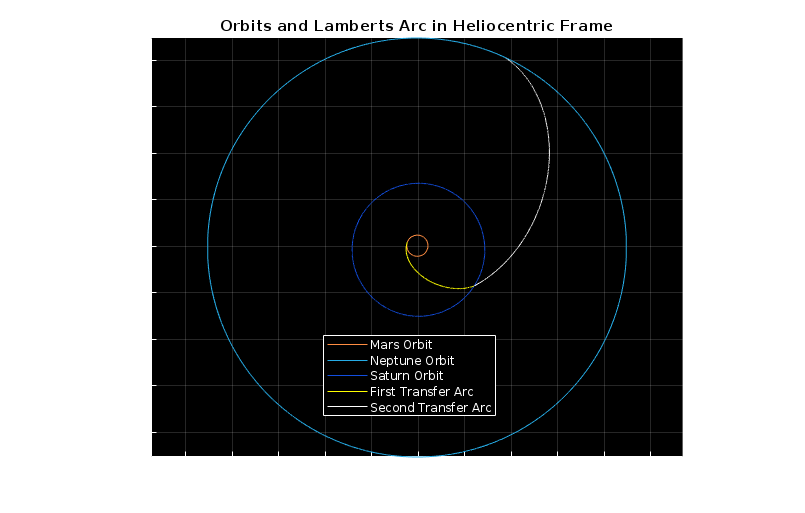 Orbits and Lamberts Arc in Heliocentric Frame
Mars Orbit
Neptune Orbit
Saturn Orbit
First Transfer Arc
Second Transfer Arc